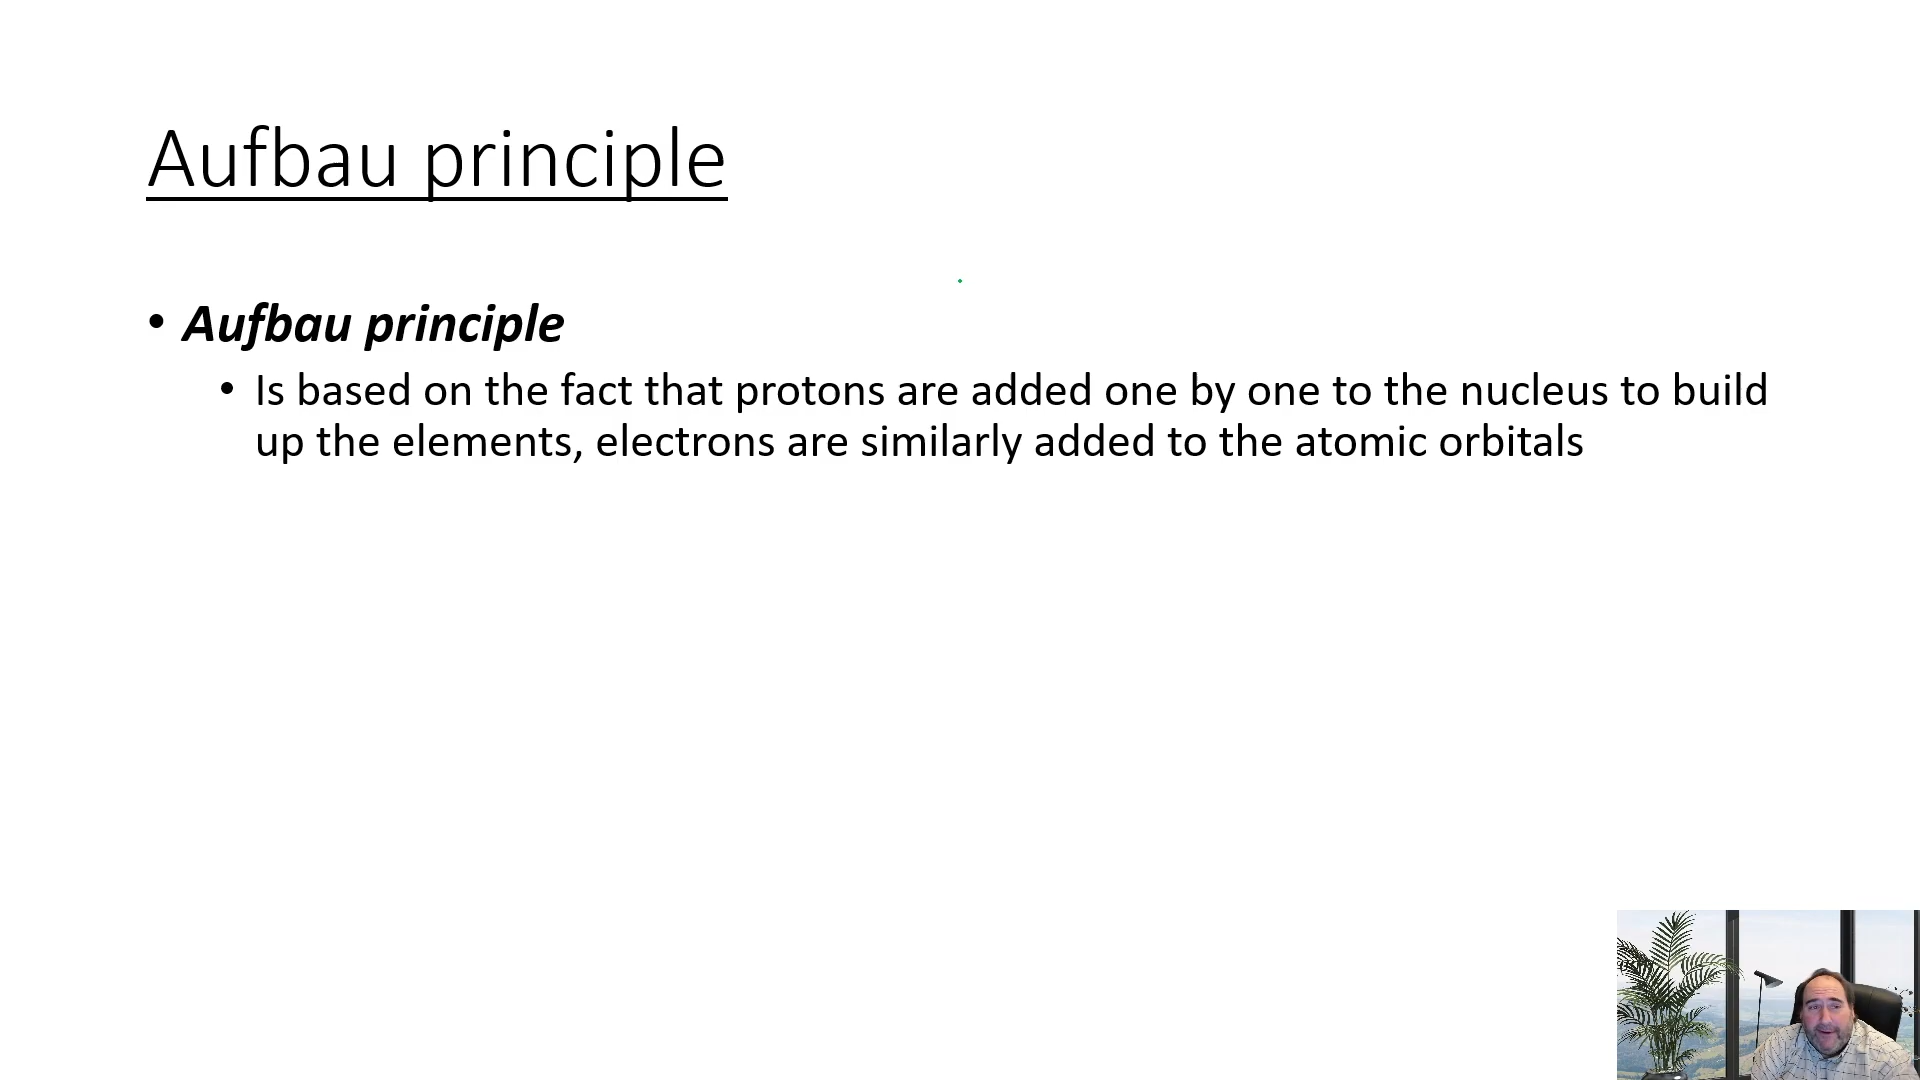 Aufbau principle
• Aufbau principle
• Is based on the fact that protons are added one by one to the nucleus to build
up the elements, electrons are similarly added to the atomic orbitals